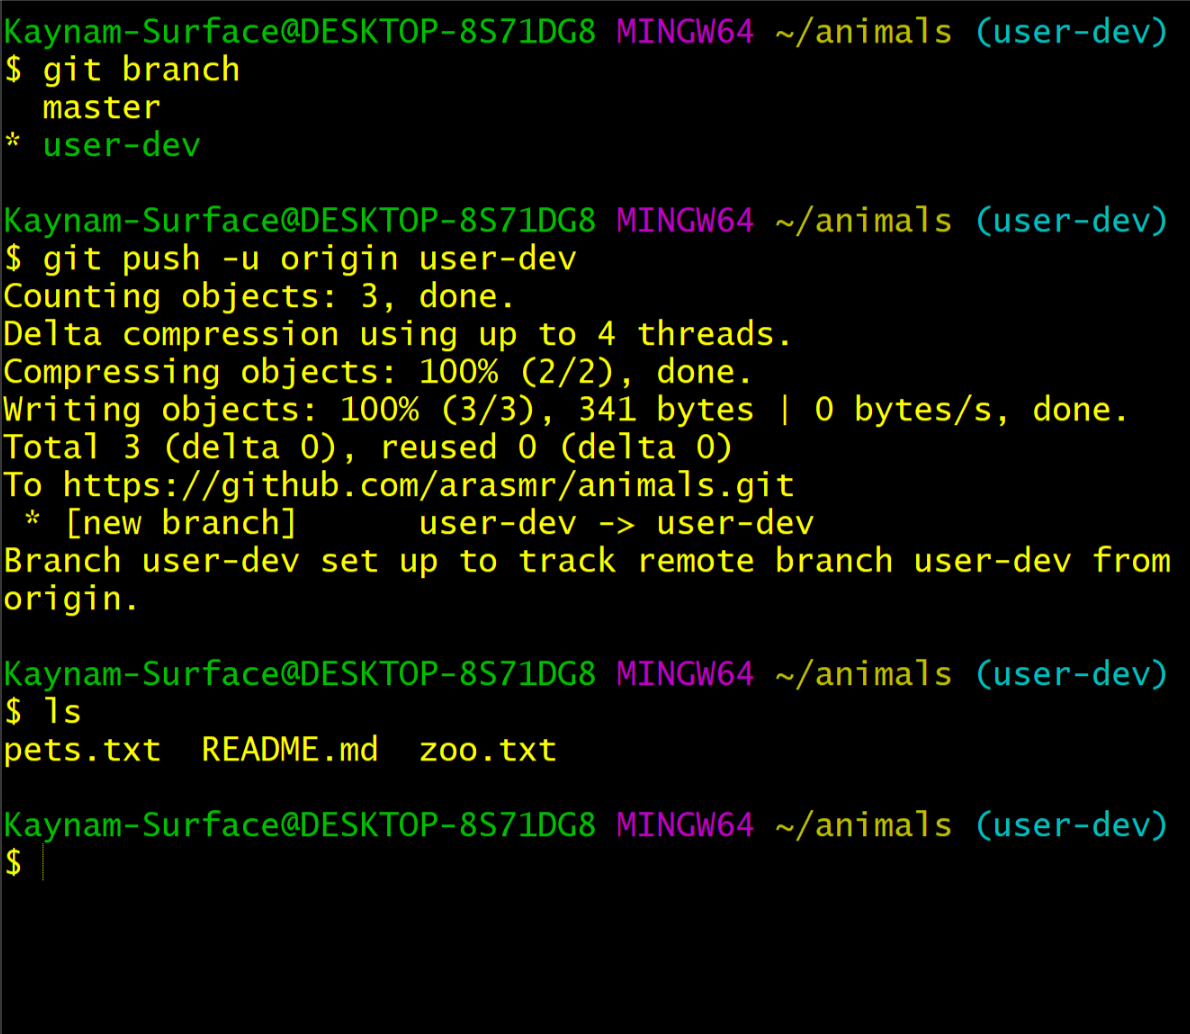 Kaynam-Surface@DESKTOP-8S71DG8 MINGW64 ~/animals (user-dev)
$ git branch
  master
* user-dev
Kaynam-Surface@DESKTOP-8S71DG8 MINGW64 ~/animals (user-dev)
$ git push -u origin user-dev
Counting objects: 3, done.
Delta compression using up to 4 threads.
Compressing objects: 100% (2/2), done.
Writing objects: 100% (3/3), 341 bytes | 0 bytes/s, done.
Total 3 (delta 0), reused 0 (delta 0)
To https://github.com/arasmr/animals.git
 * [new branch]      user-dev -> user-dev
Branch user-dev set up to track remote branch user-dev from
origin.
Kaynam-Surface@DESKTOP-8S71DG8 MINGW64 ~/animals (user-dev)
$ ls
pets.txt  README.md  zoo.txt
Kaynam-Surface@DESKTOP-8S71DG8 MINGW64 ~/animals (user-dev)
$